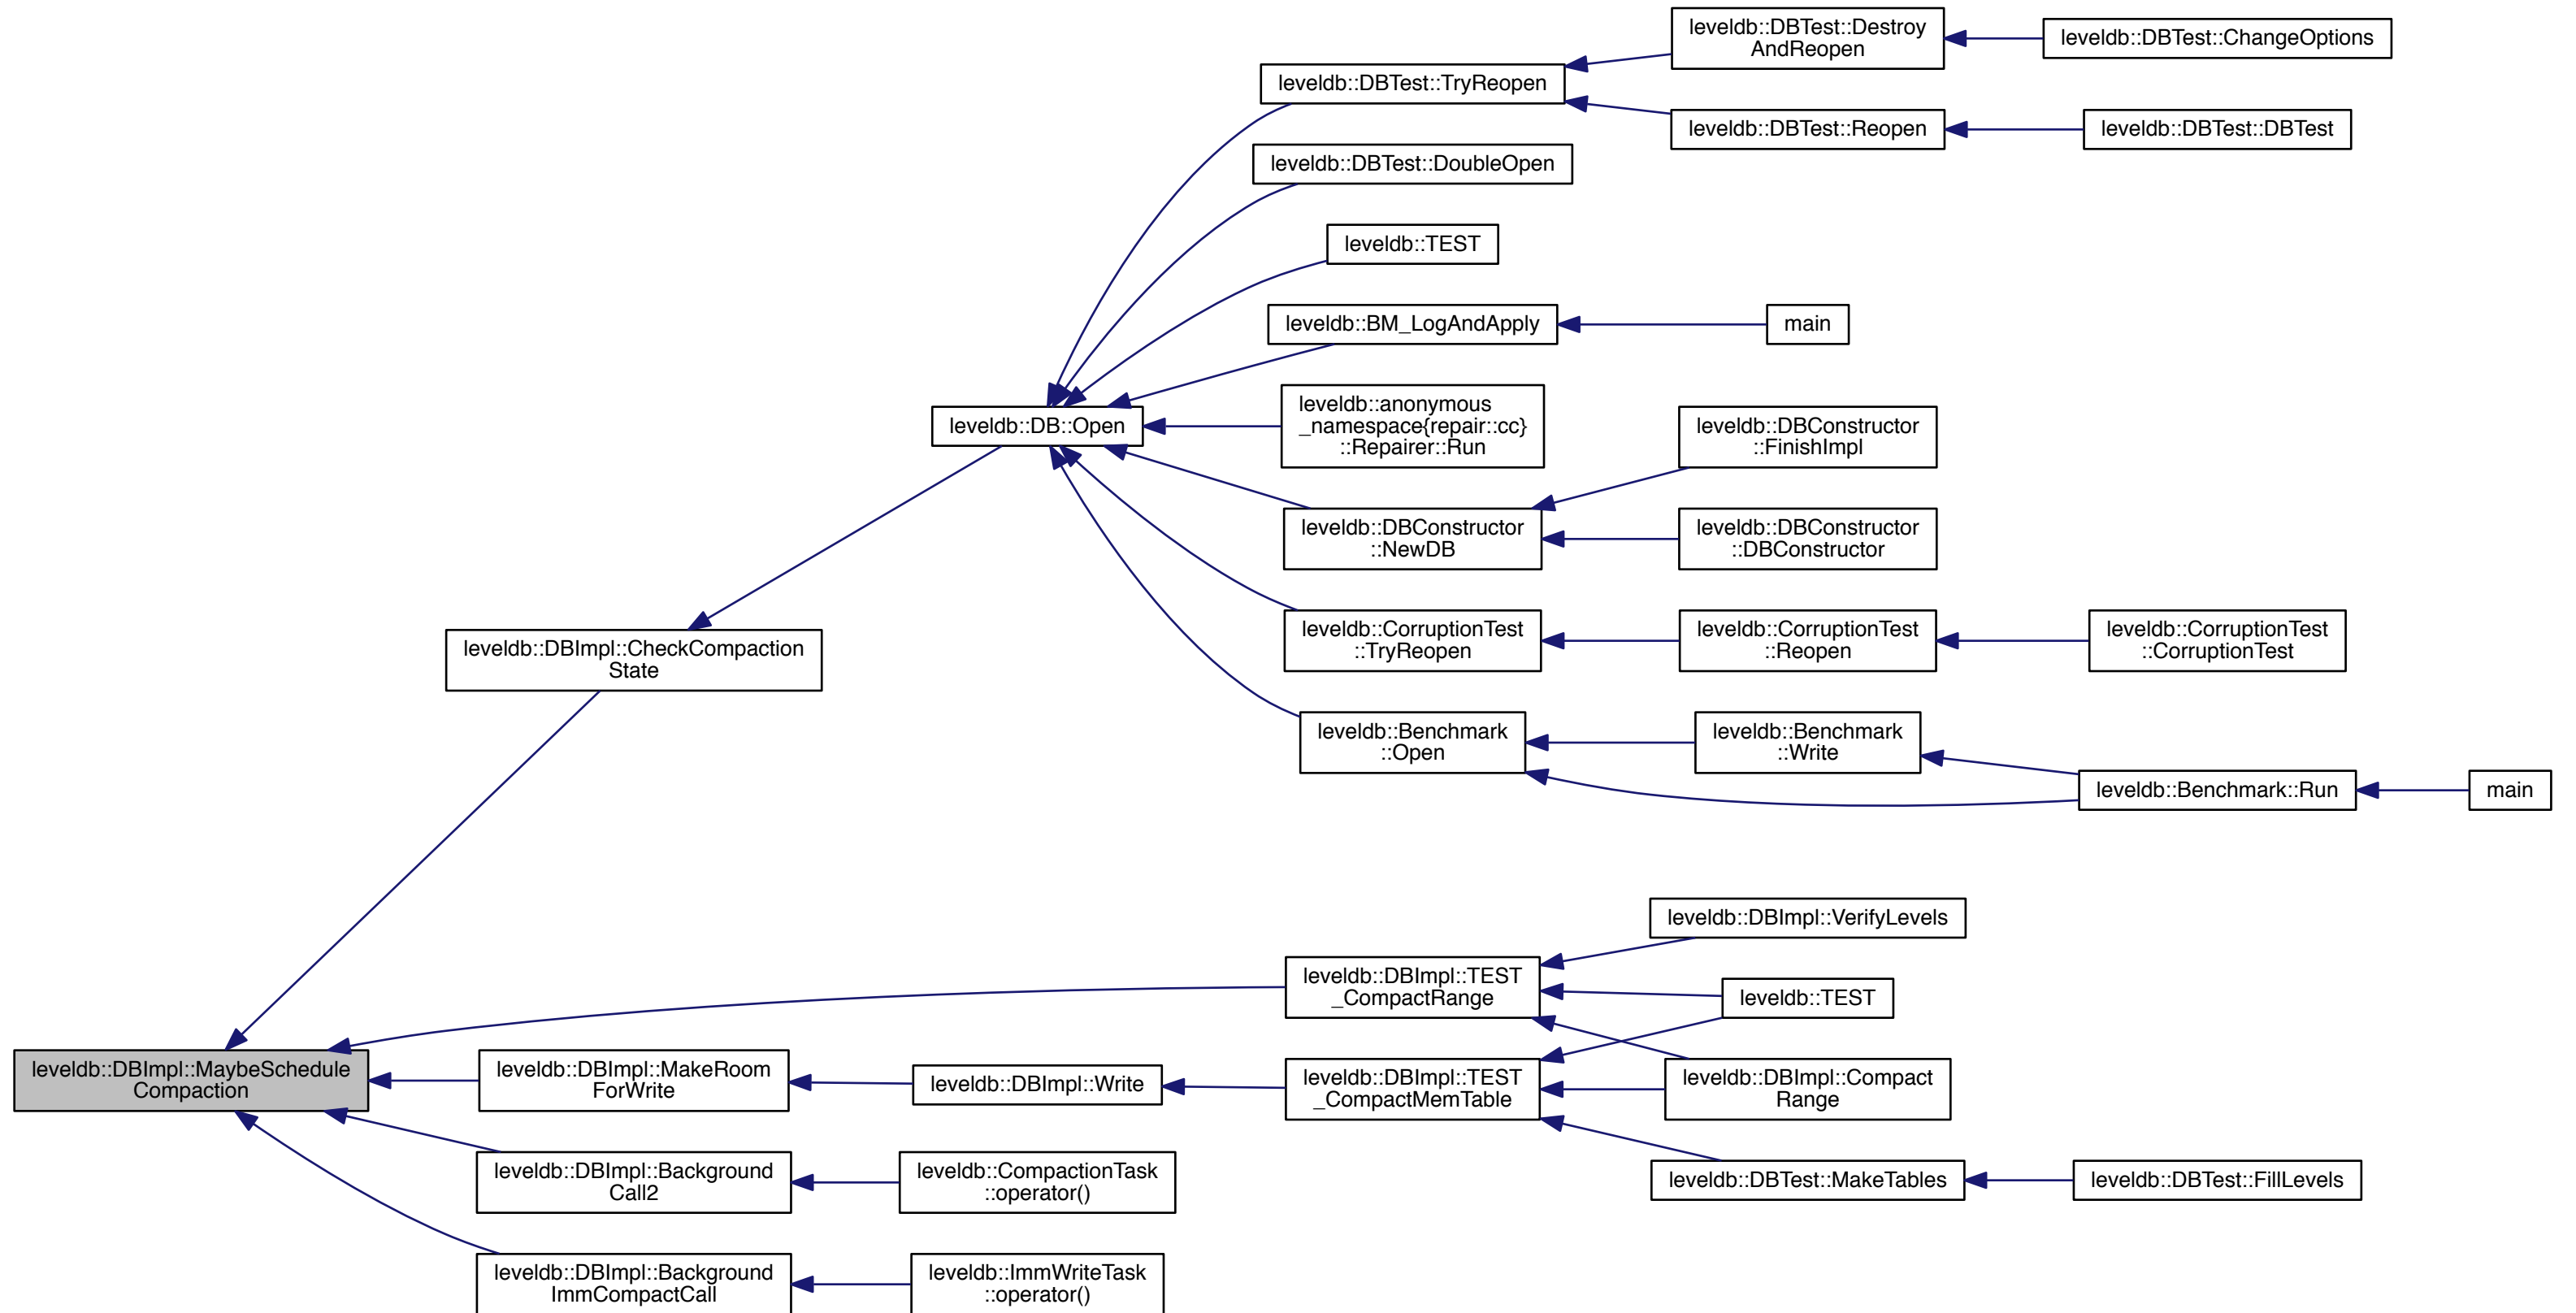 leveldb::DBTest::Destroy
AndReopen
leveldb::DBTest::ChangeOptions
leveldb::DBTest::TryReopen
leveldb::DBTest::Reopen
leveldb::DBTest::DBTest
leveldb::DBTest::DoubleOpen
leveldb::TEST
leveldb::BM_LogAndApply
main
leveldb::DB::Open
leveldb::anonymous
_namespace{repair::cc}
::Repairer::Run
leveldb::DBConstructor
::FinishImpl
leveldb::DBConstructor
::NewDB
leveldb::DBConstructor
::DBConstructor
leveldb::DBImpl::CheckCompaction
State
leveldb::CorruptionTest
::TryReopen
leveldb::CorruptionTest
::Reopen
leveldb::CorruptionTest
::CorruptionTest
leveldb::Benchmark
::Open
leveldb::Benchmark
::Write
leveldb::Benchmark::Run
main
leveldb::DBImpl::VerifyLevels
leveldb::DBImpl::TEST
_CompactRange
leveldb::TEST
leveldb::DBImpl::MaybeSchedule
Compaction
leveldb::DBImpl::MakeRoom
ForWrite
leveldb::DBImpl::Write
leveldb::DBImpl::TEST
_CompactMemTable
leveldb::DBImpl::Compact
Range
leveldb::DBImpl::Background
Call2
leveldb::CompactionTask
::operator()
leveldb::DBTest::MakeTables
leveldb::DBTest::FillLevels
leveldb::DBImpl::Background
ImmCompactCall
leveldb::ImmWriteTask
::operator()